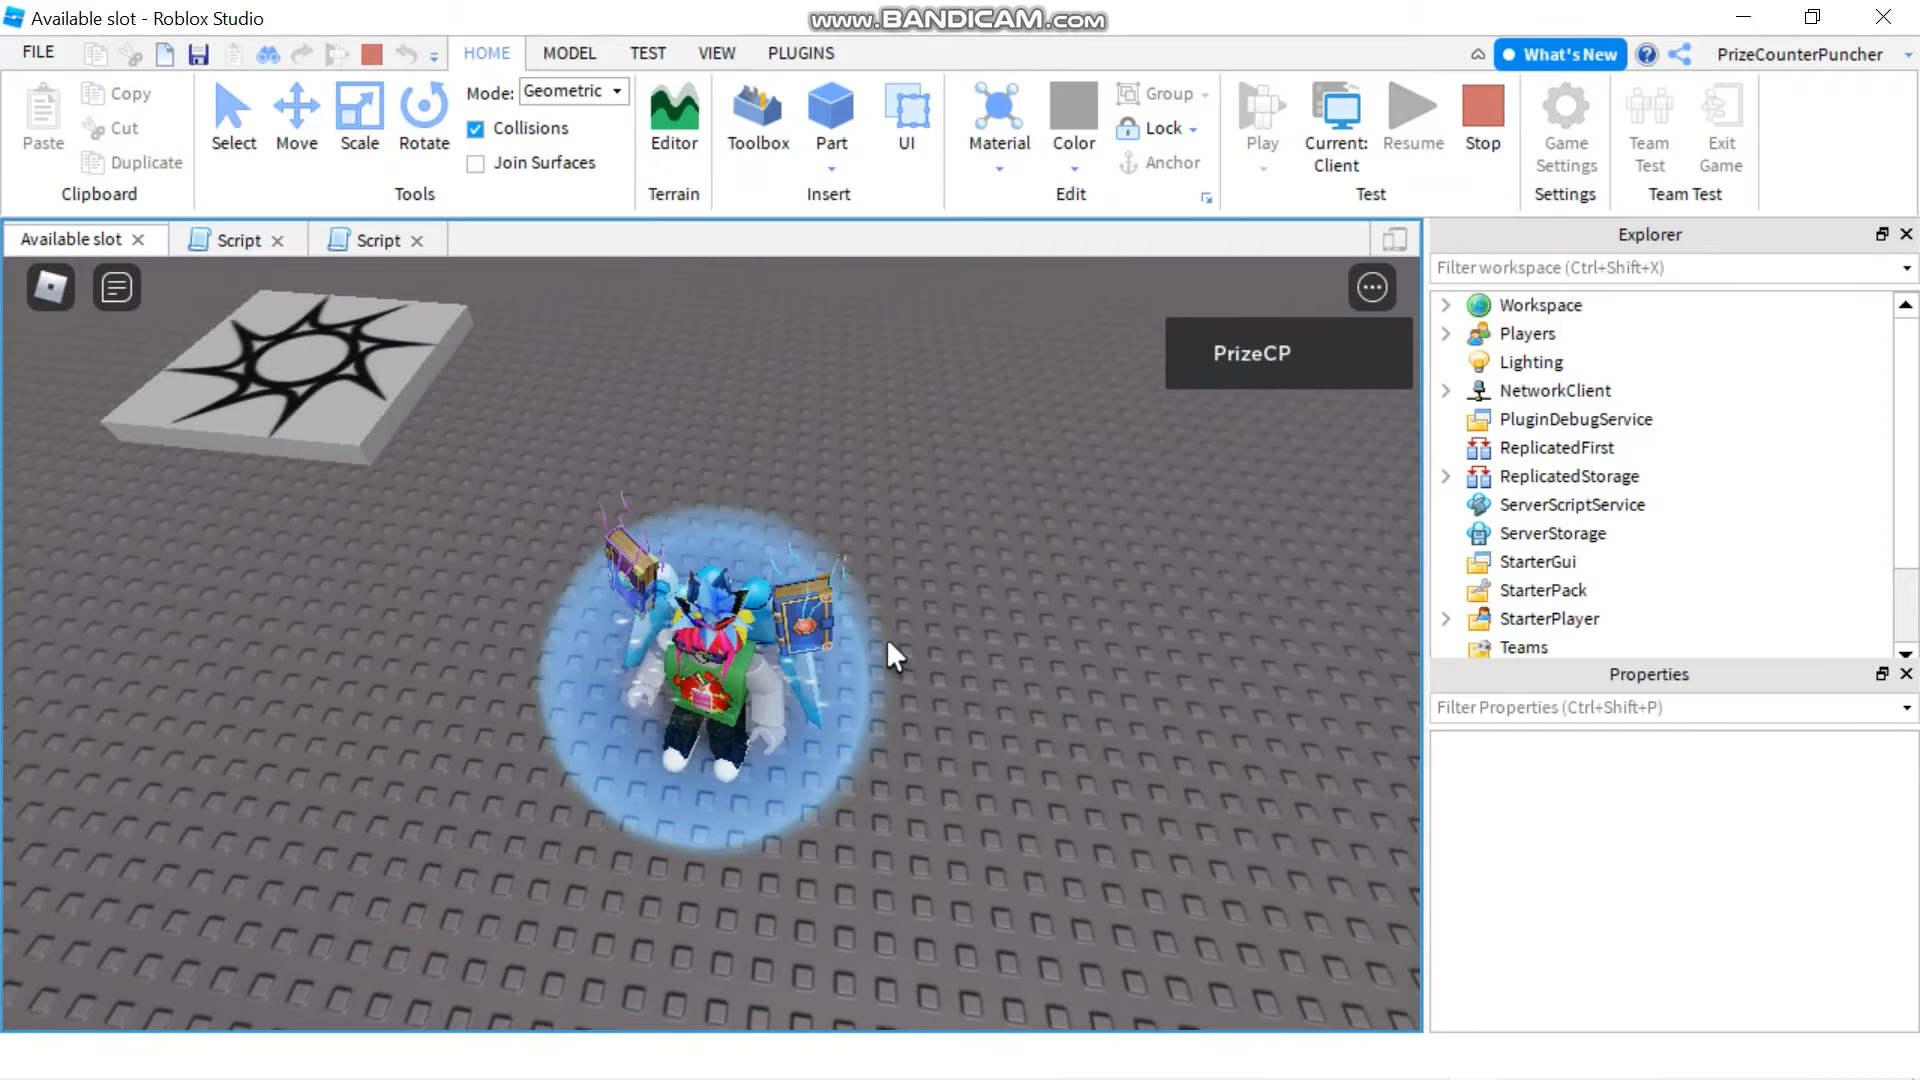 Available slot - Roblox Studio
www.BANDICAM.com
FILE
HOME
MODEL
TEST
VIEW
PLUGINS
What's New
PrizeCounterPuncher
Paste
Copy
Cut
Duplicate
Clipboard
Select
Move
Scale
Rotate
Mode: Geometric
Collisions
Join Surfaces
Tools
Editor
Terrain
Toolbox
Part
UI
Insert
Material
Color
Group
Lock
Anchor
Edit
Play
Current:
Client
Resume
Stop
Test
Game
Settings
Settings
Team
Test
Exit
Game
Team Test
Available slot
Script
Script
PrizeCP
Explorer
Filter workspace (Ctrl+Shift+X)
Workspace
Players
Lighting
NetworkClient
PluginDebugService
ReplicatedFirst
ReplicatedStorage
ServerScriptService
ServerStorage
StarterGui
StarterPack
StarterPlayer
Teams
Properties
Filter Properties (Ctrl+Shift+P)